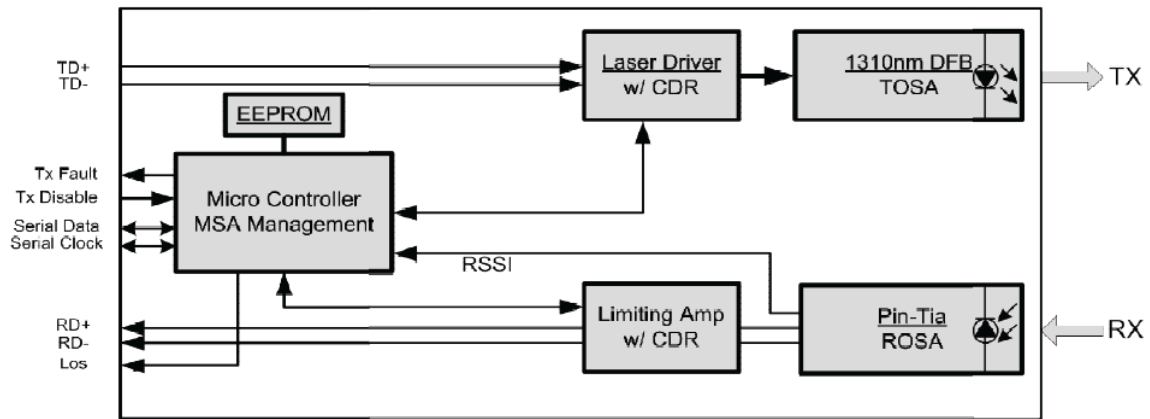 TD+
TD-
Laser Driver
w/ CDR
1310nm DFB
TOSA
TX
EEPROM
Tx Fault
Tx Disable
Serial Data
Serial Clock
Micro Controller
MSA Management
RSSI
RD+
RD-
Los
Limiting Amp
w/ CDR
Pin-Tia
ROSA
RX